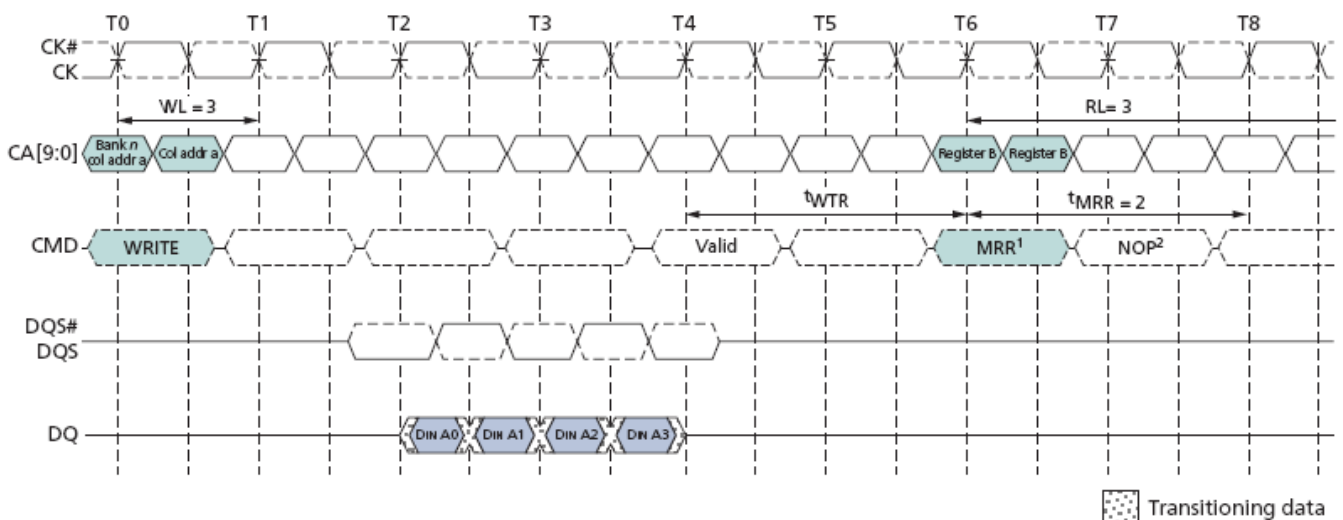 T0 T1 T2 T3 T4 T5 T6 T7 T8
CK#
CK
WL = 3 RL= 3
CA[9:0] Bank n col addr a Col addr a Register B Register B
tWTR tMRR = 2
CMD WRITE Valid MRR1 NOP2
DQS#
DQS
DQ DIN A0 DIN A1 DIN A2 DIN A3
Transitioning data